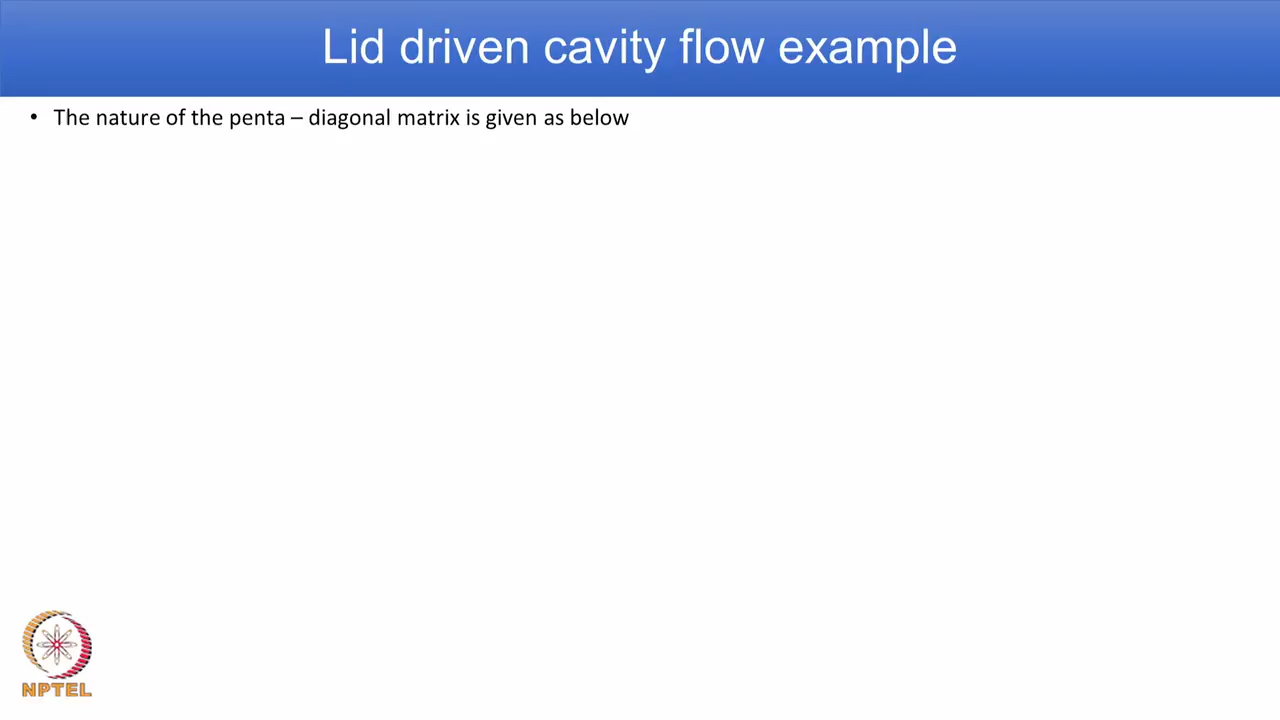 Lid driven cavity flow example
• The nature of the penta – diagonal matrix is given as below
NPTEL